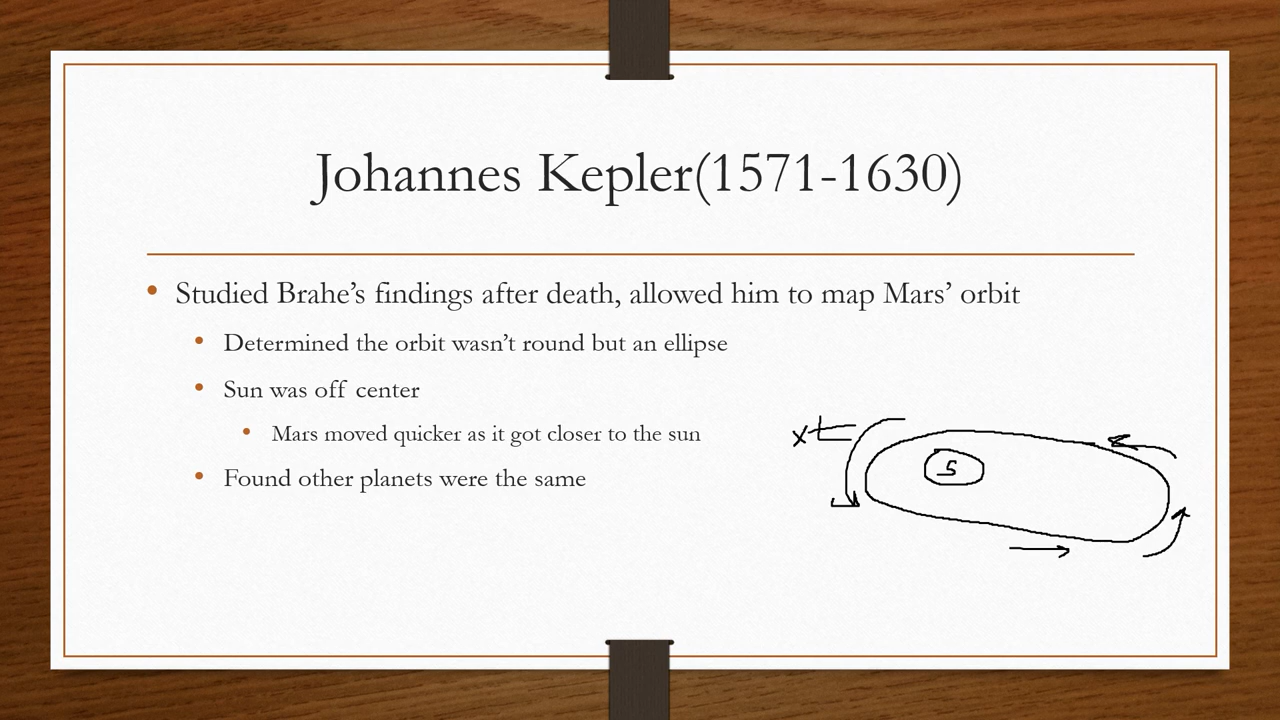 Johannes Kepler(1571-1630)
Studied Brahe’s findings after death, allowed him to map Mars’ orbit
Determined the orbit wasn’t round but an ellipse
Sun was off center
Mars moved quicker as it got closer to the sun
Found other planets were the same
S